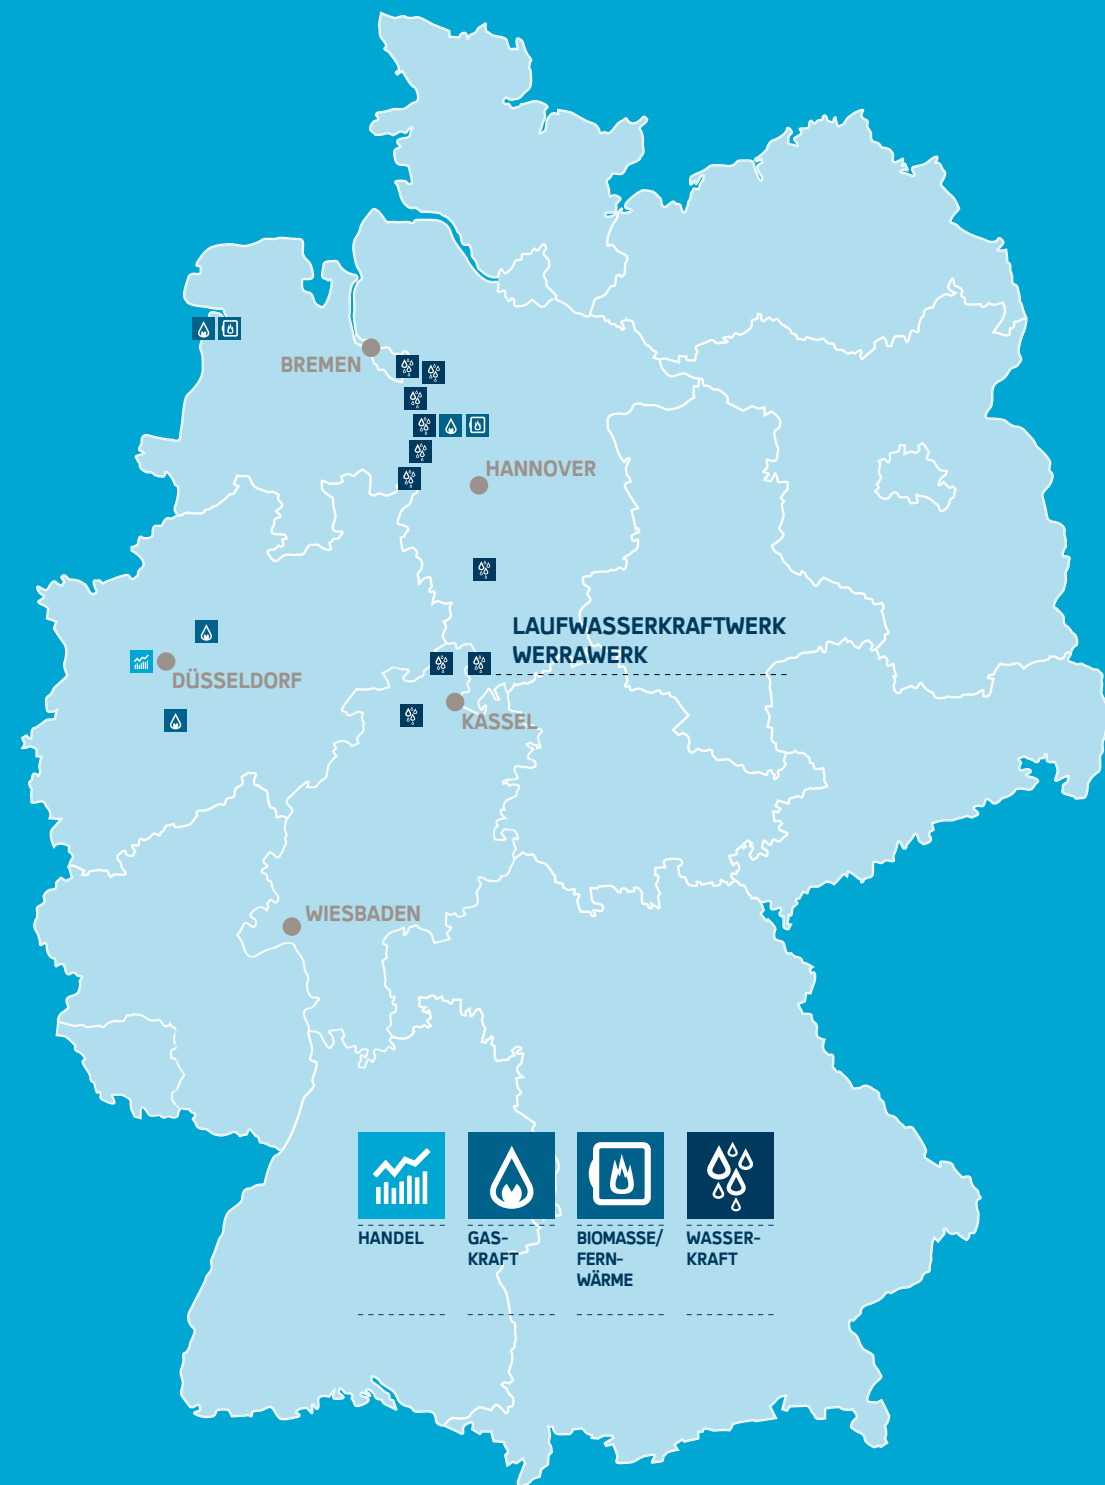 BREMEN
HANNOVER
LAUFWASSERKRAFTWERK
WERRAWERK
DÜSSELDORF
KASSEL
WIESBADEN
HANDEL
GAS-
KRAFT
BIOMASSE/
FERN-
WÄRME
WASSER-
KRAFT